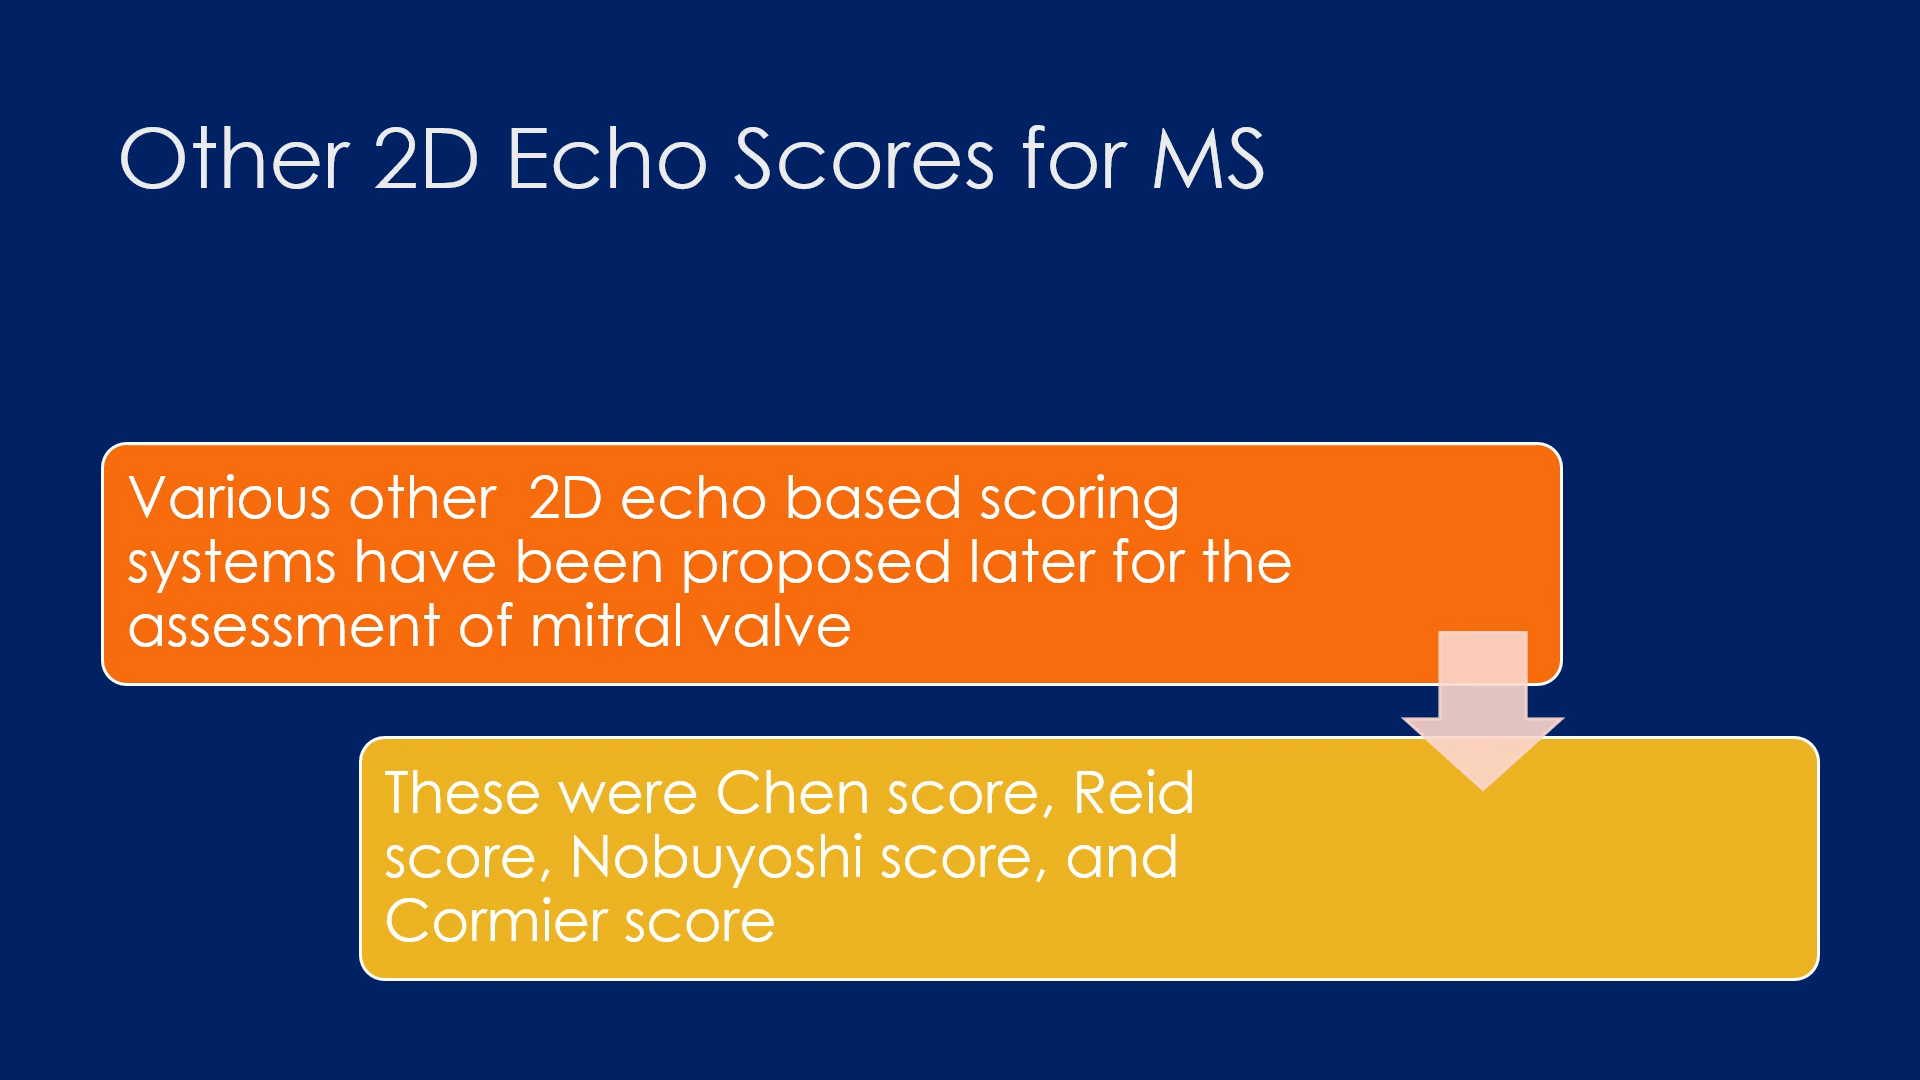 Other 2D Echo Scores for MS
Various other  2D echo based scoring
systems have been proposed later for the
assessment of mitral valve
These were Chen score, Reid
score, Nobuyoshi score, and
Cormier score